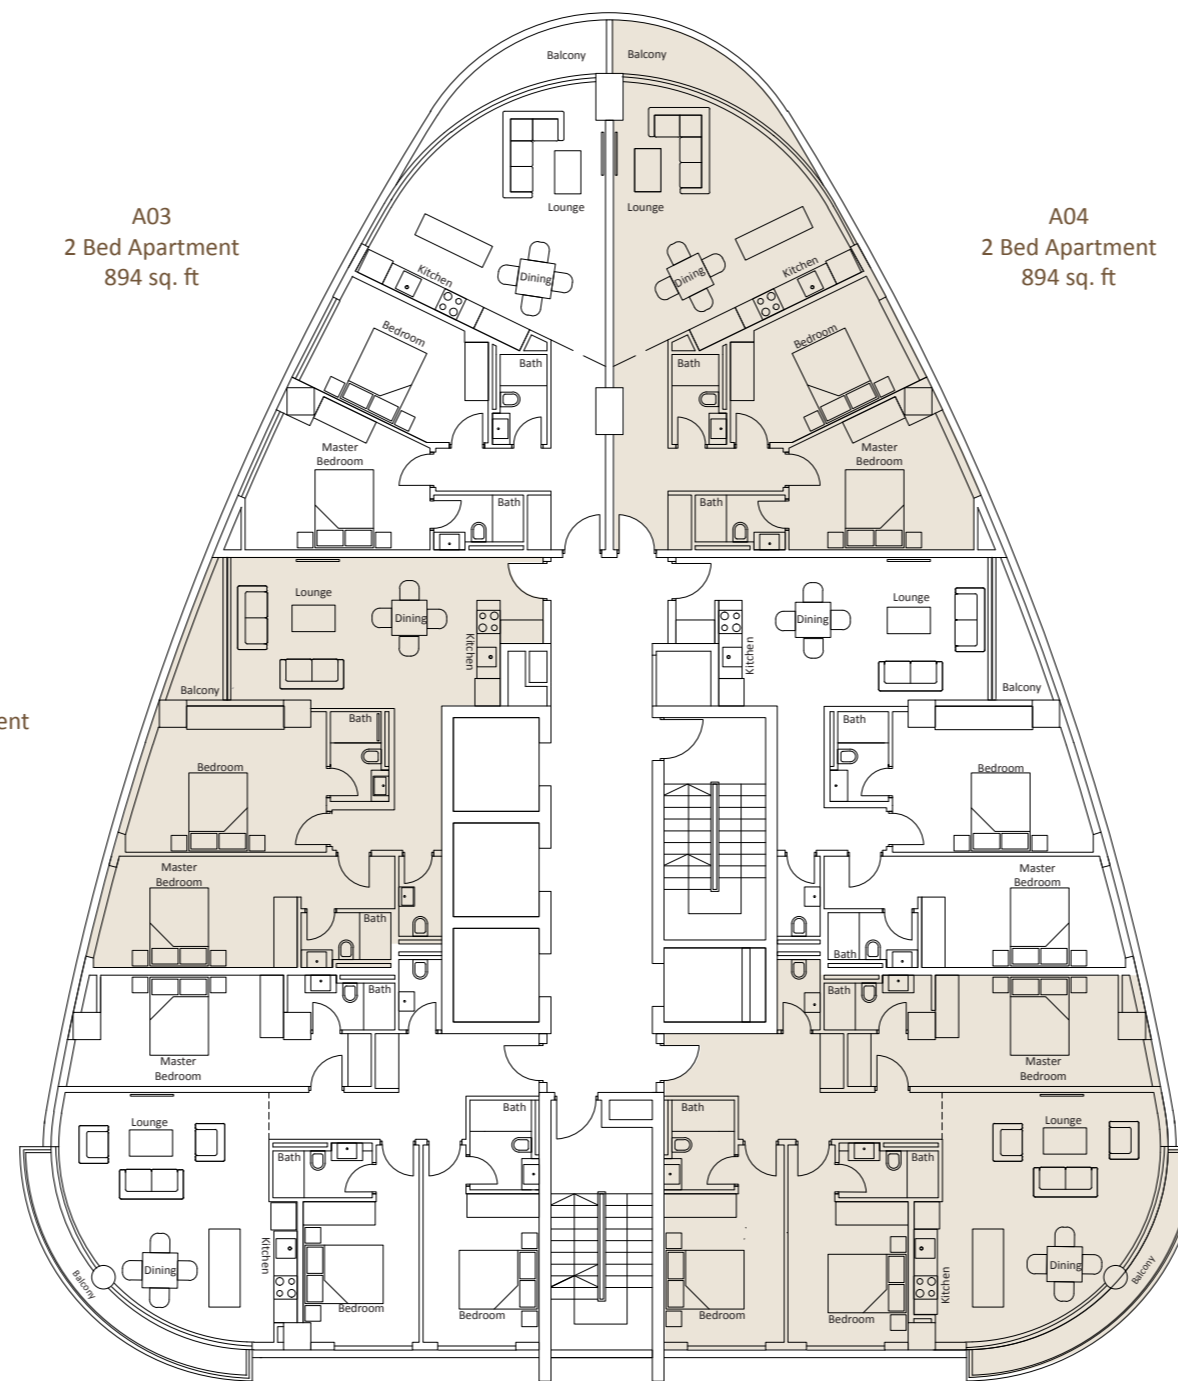 Balcony
Balcony
A03
2 Bed Apartment
894 sq. ft
A04
2 Bed Apartment
894 sq. ft
Lounge
Lounge
Kitchen
Dining
Dining
Kitchen
Bedroom
Bedroom
Bath
Bath
Master
Bedroom
Master
Bedroom
Bath
Bath
Lounge
Dining
Kitchen
Kitchen
Dining
Lounge
Balcony
Balcony
ent
Bath
Bath
Bedroom
Bedroom
Master
Bedroom
Master
Bedroom
Bath
Bath
Bath
Bath
Master
Bedroom
Master
Bedroom
Lounge
Bath
Bath
Lounge
Bath
Bath
Kitchen
Dining
Balcony
Kitchen
Dining
Balcony
Bedroom
Bedroom
Bedroom
Bedroom